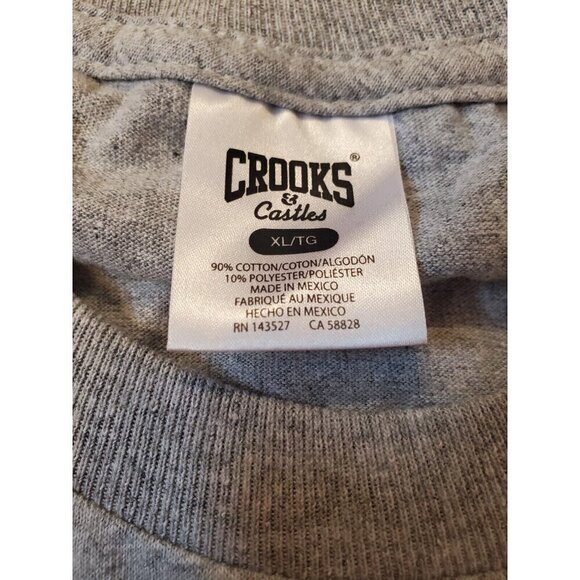 CROOKS®
&
Castles
XL/TG
90% COTTON/COTON/ALGODÓN
10% POLYESTER/POLIÉSTER
MADE IN MEXICO
FABRIQUÉ AU MEXIQUE
HECHO EN MEXICO
RN 143527 CA 58828